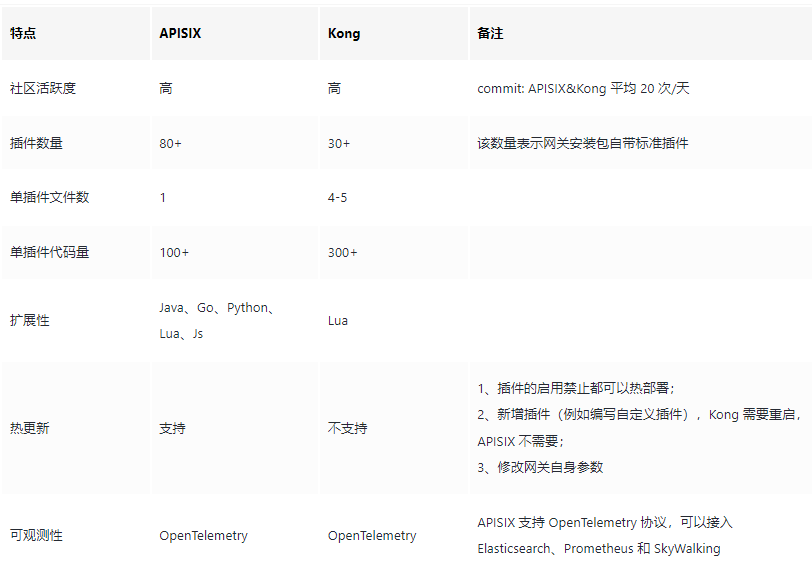 特点 APISIX Kong 备注
社区活跃度 高 高 commit: APISIX&Kong 平均 20 次/天
插件数量 80+ 30+ 该数量表示网关安装包自带标准插件
单插件文件数 1 4-5
单插件代码量 100+ 300+
扩展性 Java、Go、Python、
Lua、Js
Lua
热更新 支持 不支持 1、插件的启用禁止都可以热部署；
2、新增插件（例如编写自定义插件），Kong 需要重启，
APISIX 不需要；
3、修改网关自身参数
可观测性 OpenTelemetry OpenTelemetry APISIX 支持 OpenTelemetry 协议，可以接入
Elasticsearch、Prometheus 和 SkyWalking